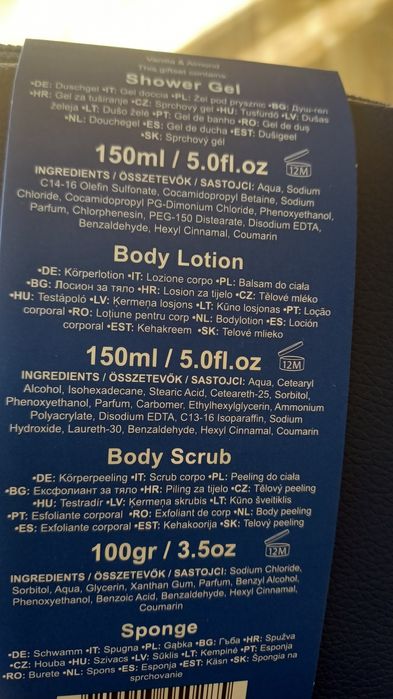 Vanilla & Almond
This giftset contains
Shower Gel
•DE: Duschgel •IT: Gel doccia •PL: Żel pod prysznic •BG: Душ-гел
•HR: Gel za tuširanje •CZ: Sprchový gel •HU: Tusfürdő •LV: Dušas
želeja •LT: Dušo želė •PT: Gel de banho •RO: Gel de duș
•NL: Douchegel •ES: Gel de ducha •EST: Dušigeel
•SK: Sprchový gél
150ml / 5.0fl.oz 12M
INGREDIENTS / ÖSSZETEVŐK / SASTOJCI: Aqua, Sodium
C14-16 Olefin Sulfonate, Cocamidopropyl Betaine, Sodium
Chloride, Cocamidopropyl PG-Dimonium Chloride, Phenoxyethanol,
Parfum, Chlorphenesin, PEG-150 Distearate, Disodium EDTA,
Benzaldehyde, Hexyl Cinnamal, Coumarin
Body Lotion
•DE: Körperlotion •IT: Lozione corpo •PL: Balsam do ciała
•BG: Лосион за тяло •HR: Losion za tijelo •CZ: Tělové mléko
•HU: Testápoló •LV: Ķermeņa losjons •LT: Kūno losjonas •PT: Loção
corporal •RO: Loțiune pentru corp •NL: Bodylotion •ES: Loción
corporal •EST: Kehakreem •SK: Telové mlieko
150ml / 5.0fl.oz 12M
INGREDIENTS / ÖSSZETEVŐK / SASTOJCI: Aqua, Cetearyl
Alcohol, Isohexadecane, Stearic Acid, Ceteareth-25, Sorbitol,
Phenoxyethanol, Parfum, Carbomer, Ethylhexylglycerin, Ammonium
Polyacrylate, Disodium EDTA, C13-16 Isoparaffin, Sodium
Hydroxide, Laureth-30, Benzaldehyde, Hexyl Cinnamal, Coumarin
Body Scrub
•DE: Körperpeeling •IT: Scrub corpo •PL: Peeling do ciała
•BG: Ексфолиант за тяло •HR: Piling za tijelo •CZ: Tělový peeling
•HU: Testradír •LV: Ķermeņa skrubis •LT: Kūno šveitiklis
•PT: Esfoliante corporal •RO: Exfoliant de corp •NL: Body peeling
•ES: Exfoliante corporal •EST: Kehakoorija •SK: Telový peeling
100gr / 3.5oz 12M
INGREDIENTS / ÖSSZETEVŐK / SASTOJCI: Sodium Chloride,
Sorbitol, Aqua, Glycerin, Xanthan Gum, Parfum, Benzyl Alcohol,
Phenoxyethanol, Benzoic Acid, Benzaldehyde, Hexyl Cinnamal,
Coumarin
Sponge
•DE: Schwamm •IT: Spugna •PL: Gąbka •BG: Гъба •HR: Spužva
•CZ: Houba •HU: Szivacs •LV: Sūklis •LT: Kempinė •PT: Esponja
•RO: Burete •NL: Spons •ES: Esponja •EST: Käsn •SK: Špongia na
sprchovanie